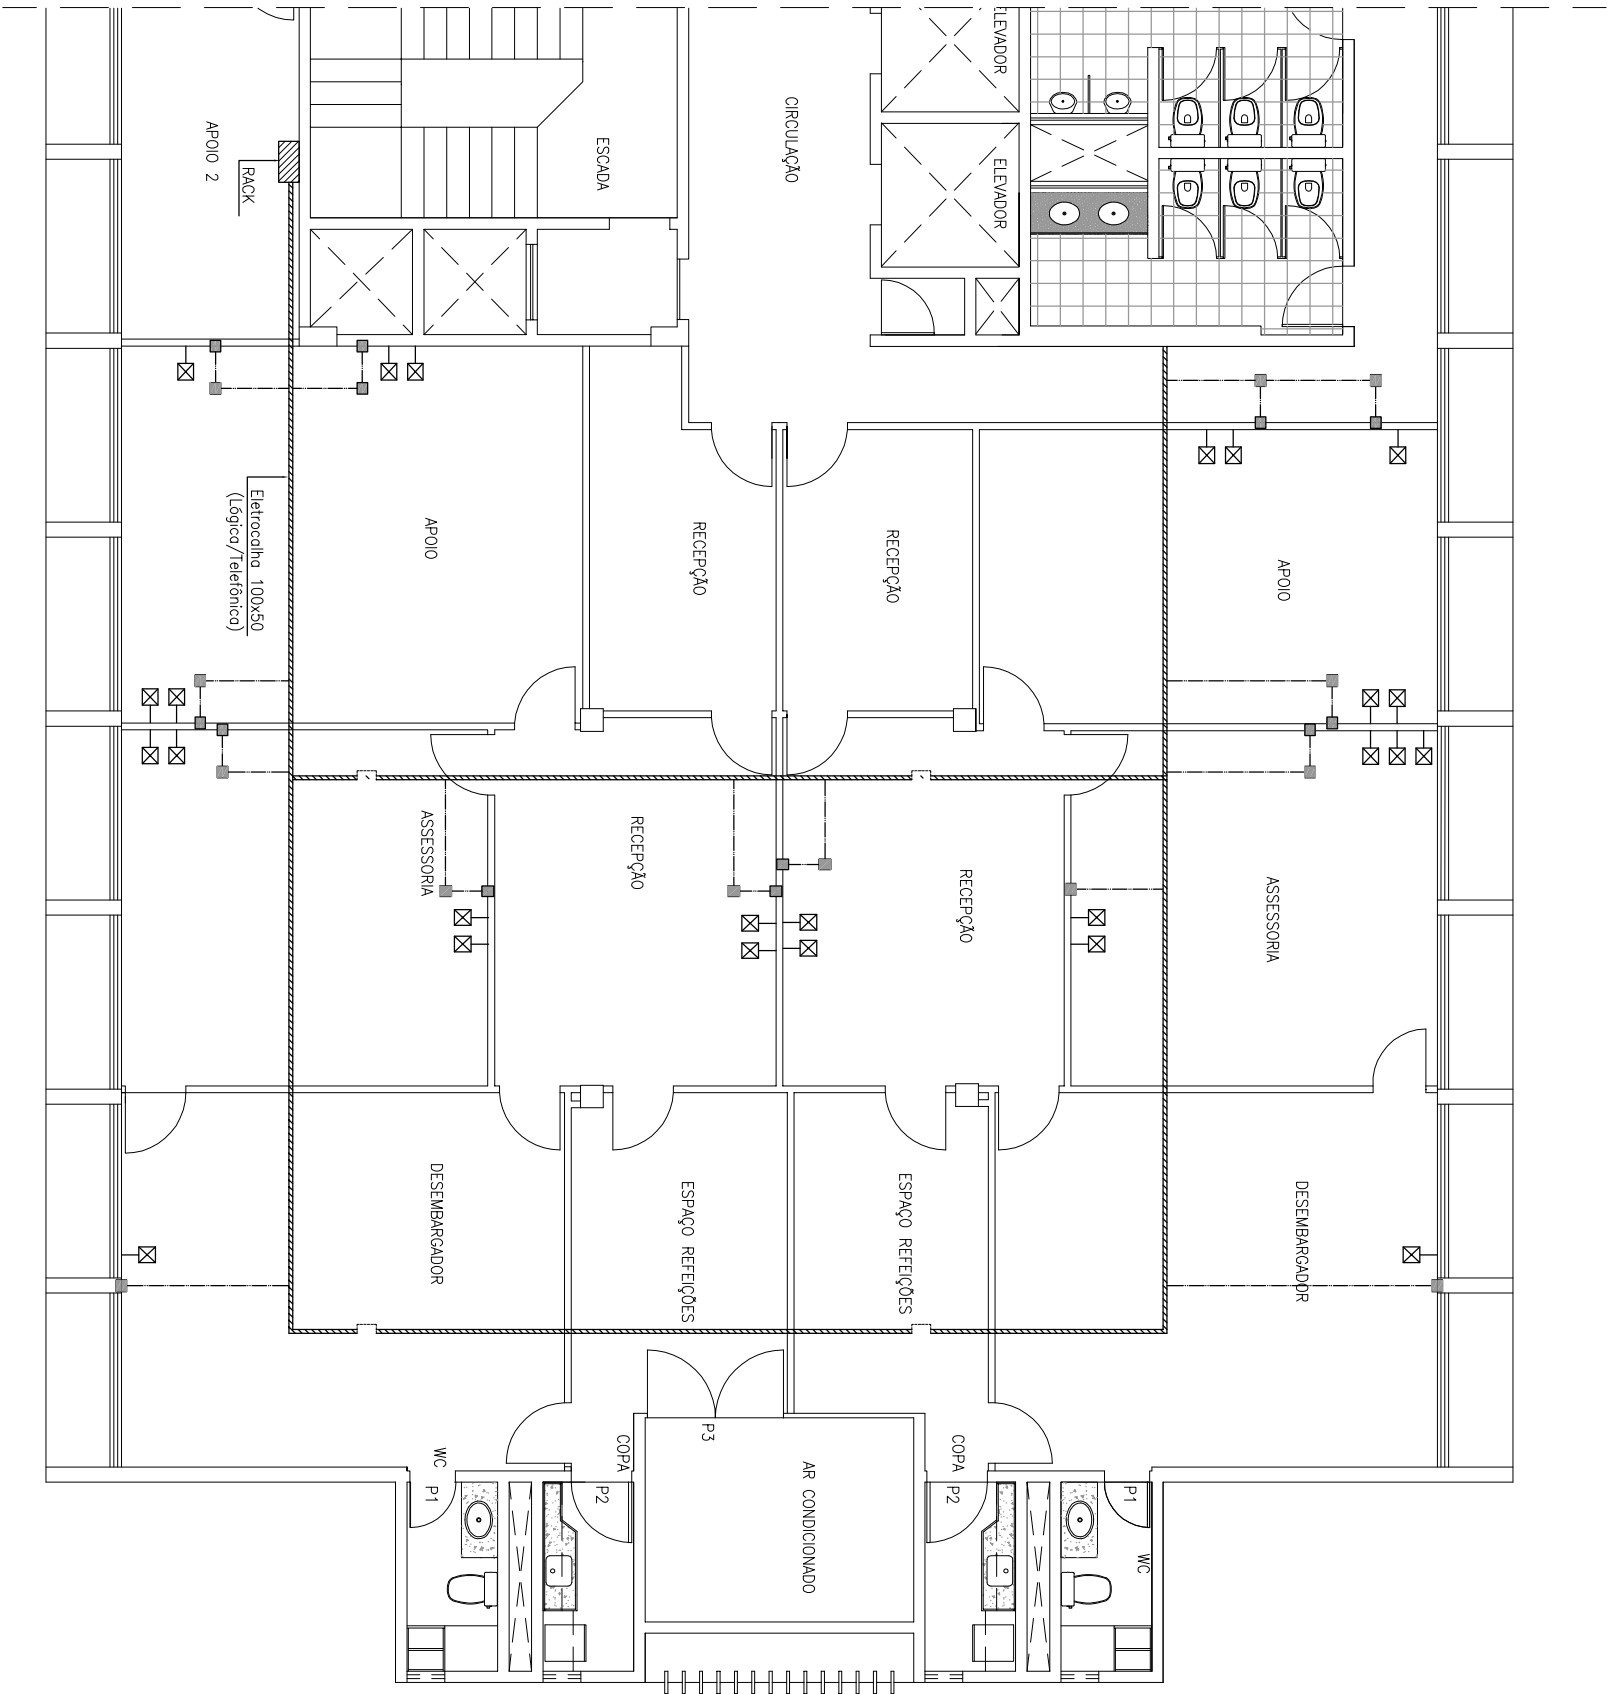 ELEVADOR
CIRCULAÇÃO
APOIO 2
RACK
ESCADA
ELEVADOR
Eletrocalha 100x50
(Lógica/Telefônica)
APOIO
RECEPÇÃO
RECEPÇÃO
APOIO
ASSESSORIA
RECEPÇÃO
RECEPÇÃO
ASSESSORIA
DESEMBARGADOR
ESPAÇO REFEIÇÕES
ESPAÇO REFEIÇÕES
DESEMBARGADOR
P3
WC
P1
COPA
P2
AR CONDICIONADO
COPA
P2
P1
WC